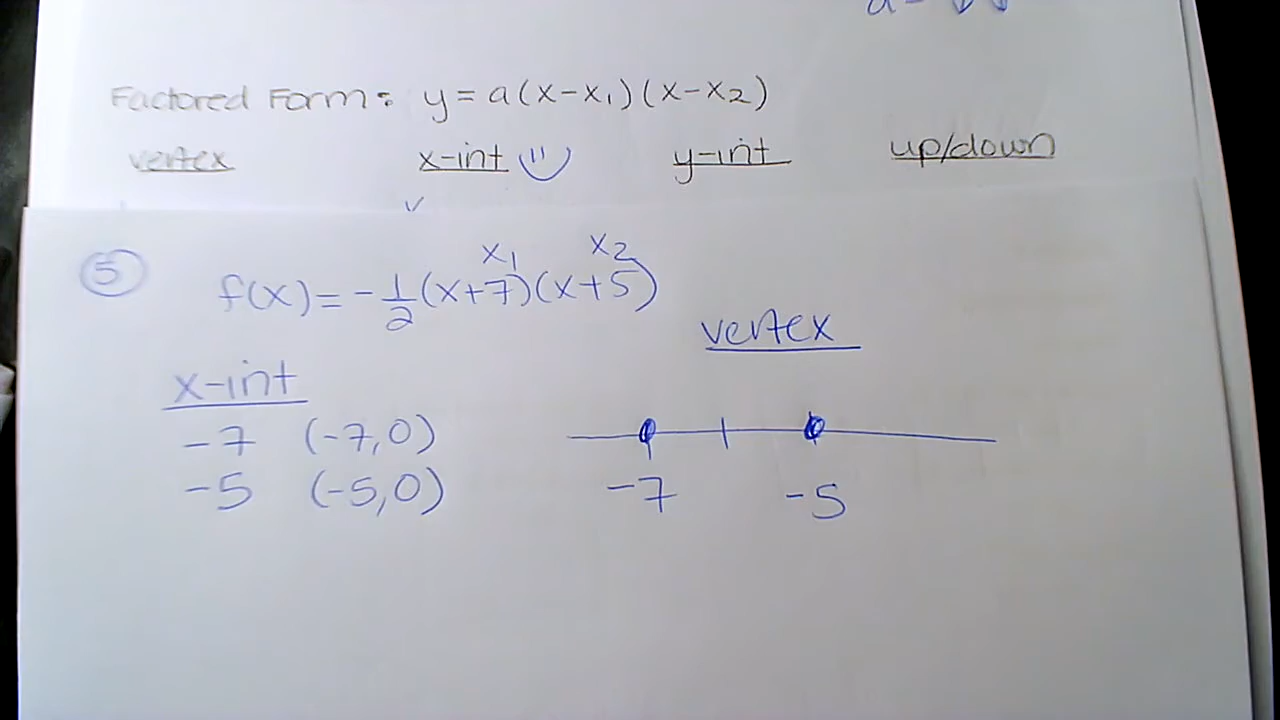 Factored Form: y = a(x-x₁)(x-x₂)
vertex x-int y-int up/down
5 f(x) = -1/2(x+7)(x+5)
x₁ x₂
vertex
x-int
-7 (-7,0)
-5 (-5,0)
-7 -5